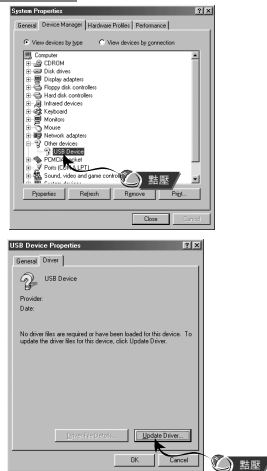 System Properties
General Device Manager Hardware Profiles Performance
View devices by type View devices by connection
Computer
CDROM
Disk drives
Display adapters
Floppy disk controllers
Hard disk controllers
Infrared devices
Keyboard
Monitors
Mouse
Network adapters
Other devices
USB Device
Ports (COM & LPT)
Sound, video and game
點壓
Properties Refresh Remove
Close Cancel
USB Device Properties
General Driver
USB Device
Provider:
Date:
No driver files are required or have been loaded for this device. To
update the driver files for this device, click Update Driver.
Driver File Details... Update Driver...
OK Cancel
點壓